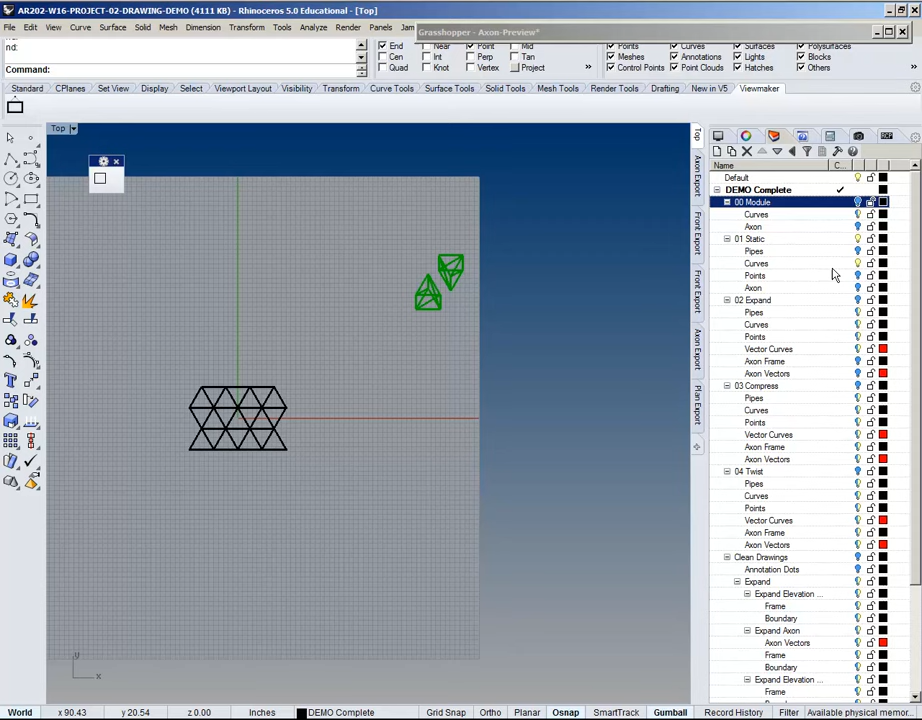 AR202-W16-PROJECT-02-DRAWING-DEMO (4111 KB) - Rhinoceros 5.0 Educational - [Top]
File Edit View Curve Surface Solid Mesh Dimension Transform Tools Analyze Render Panels
Grasshopper - Axon-Preview*
nd:
Command:
End Near Point Mid
Cen Int Perp Tan
Quad Knot Vertex Project
Points Curves Surfaces Polysurfaces
Meshes Annotations Lights Blocks
Control Points Point Clouds Hatches Others
Standard CPlanes Set View Display Select Viewport Layout Visibility Transform Curve Tools Surface Tools Solid Tools Mesh Tools Render Tools Drafting New in V5 Viewmaker
Top
Top
Axon Export
Front Export
Front Export
Axon Export
Plan Export
Name C...
Default
DEMO Complete
00 Module
Curves
Axon
01 Static
Pipes
Curves
Points
Axon
02 Expand
Pipes
Curves
Points
Vector Curves
Axon Frame
Axon Vectors
03 Compress
Pipes
Curves
Points
Vector Curves
Axon Frame
Axon Vectors
04 Twist
Pipes
Curves
Points
Vector Curves
Axon Frame
Axon Vectors
Clean Drawings
Annotation Dots
Expand
Expand Elevation ...
Frame
Boundary
Expand Axon
Axon Vectors
Frame
Boundary
Expand Elevation ...
Frame
x
World x 90.43 y 20.54 z 0.00 Inches DEMO Complete Grid Snap Ortho Planar Osnap SmartTrack Gumball Record History Filter Available physical memor...